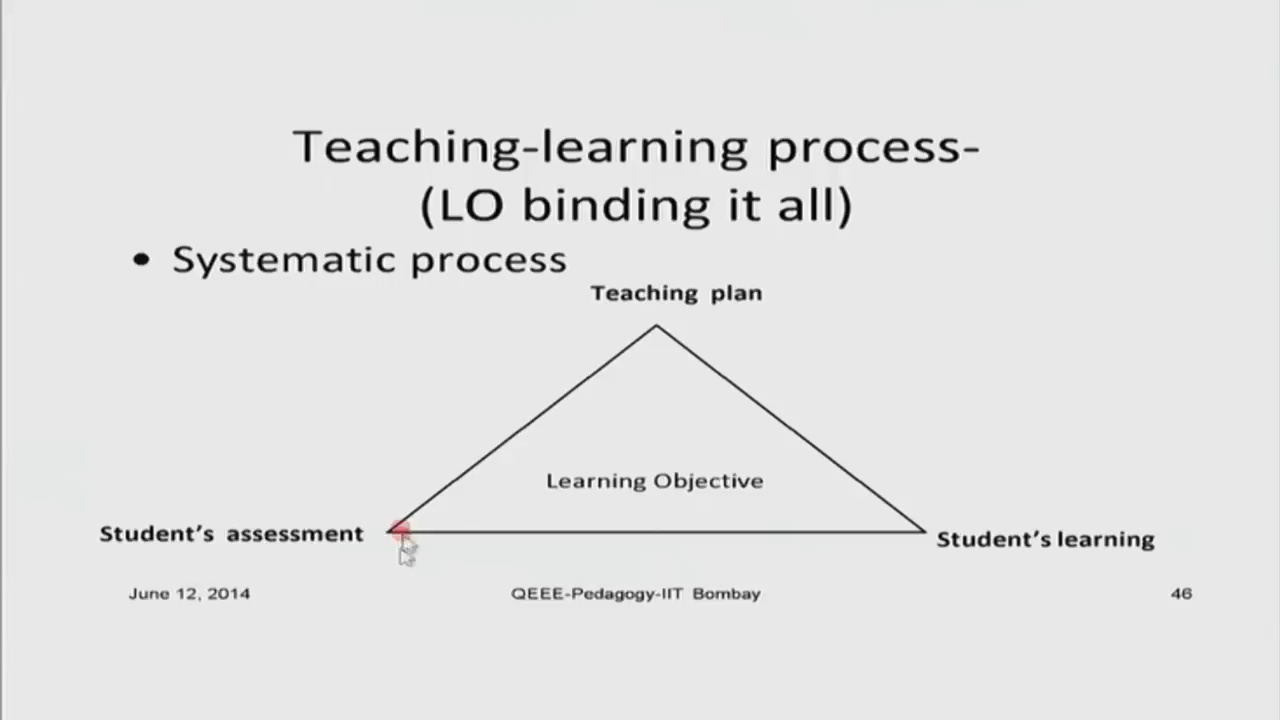 Teaching-learning process-
(LO binding it all)
• Systematic process
Teaching plan
Learning Objective
Student’s assessment
Student’s learning
June 12, 2014
QEEE-Pedagogy-IIT Bombay
46